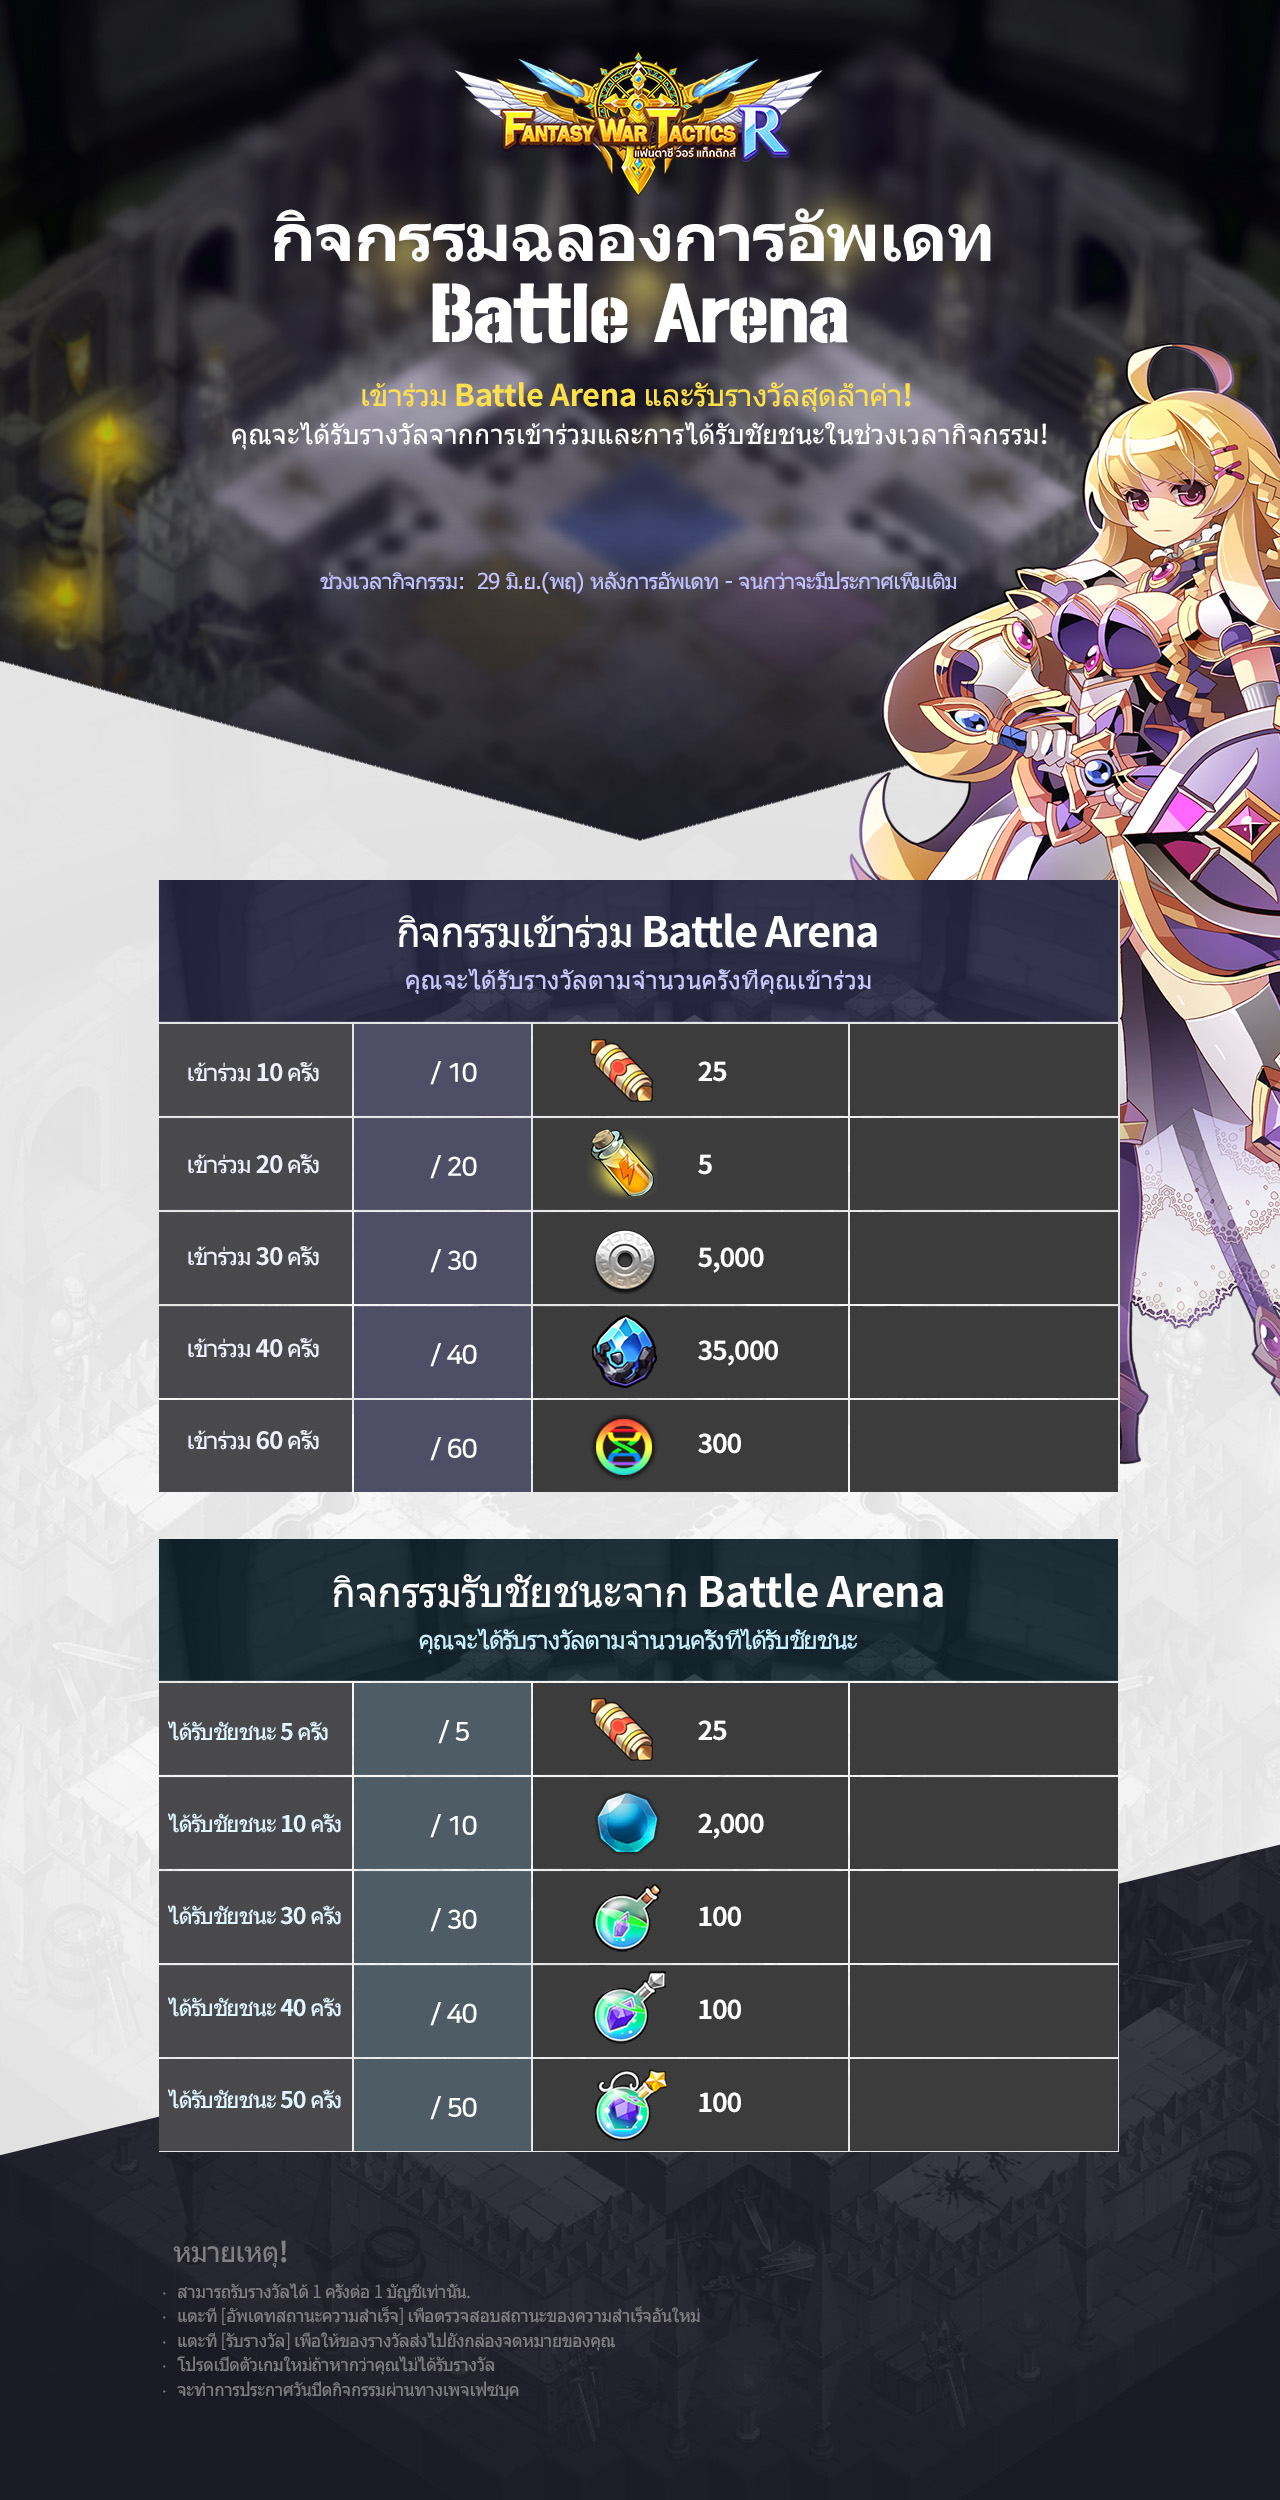 FANTASY WAR TACTICS R
แฟนตาซี วอร์ แท็กติกส์
กิจกรรมฉลองการอัพเดท
Battle Arena
เข้าร่วม Battle Arena และรับรางวัลสุดล้ำค่า!
คุณจะได้รับรางวัลจากการเข้าร่วมและการได้รับชัยชนะในช่วงเวลากิจกรรม!
ช่วงเวลากิจกรรม: 29 มิ.ย.(พฤ) หลังการอัพเดท - จนกว่าจะมีประกาศเพิ่มเติม
กิจกรรมเข้าร่วม Battle Arena
คุณจะได้รับรางวัลตามจำนวนครั้งที่คุณเข้าร่วม
เข้าร่วม 10 ครั้ง / 10 25
เข้าร่วม 20 ครั้ง / 20 5
เข้าร่วม 30 ครั้ง / 30 5,000
เข้าร่วม 40 ครั้ง / 40 35,000
เข้าร่วม 60 ครั้ง / 60 300
กิจกรรมรับชัยชนะจาก Battle Arena
คุณจะได้รับรางวัลตามจำนวนครั้งที่ได้รับชัยชนะ
ได้รับชัยชนะ 5 ครั้ง / 5 25
ได้รับชัยชนะ 10 ครั้ง / 10 2,000
ได้รับชัยชนะ 30 ครั้ง / 30 100
ได้รับชัยชนะ 40 ครั้ง / 40 100
ได้รับชัยชนะ 50 ครั้ง / 50 100
หมายเหตุ!
· สามารถรับรางวัลได้ 1 ครั้งต่อ 1 บัญชีเท่านั้น.
· แตะที่ [อัพเดทสถานะความสำเร็จ] เพื่อตรวจสอบสถานะของความสำเร็จอันใหม่
· แตะที่ [รับรางวัล] เพื่อให้ของรางวัลส่งไปยังกล่องจดหมายของคุณ
· โปรดเปิดตัวเกมใหม่ถ้าหากว่าคุณไม่ได้รับรางวัล
· จะทำการประกาศวันปิดกิจกรรมผ่านทางเพจเฟซบุค